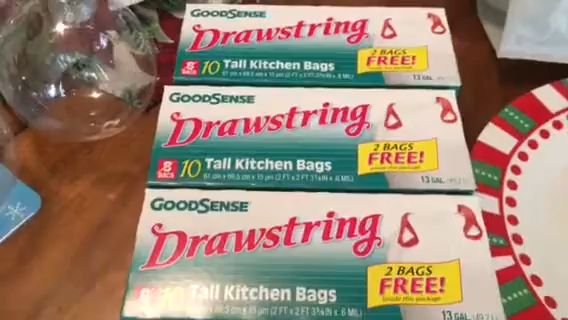 GOODSENSE
Drawstring
8 BAGS 10 Tall Kitchen Bags
2 BAGS
FREE!
13 GAL.
GOODSENSE
Drawstring
8 BAGS 10 Tall Kitchen Bags
2 BAGS
FREE!
13 GAL.
GOODSENSE
Drawstring
10 Tall Kitchen Bags
2 BAGS
FREE!
inside this package
13 GAL.